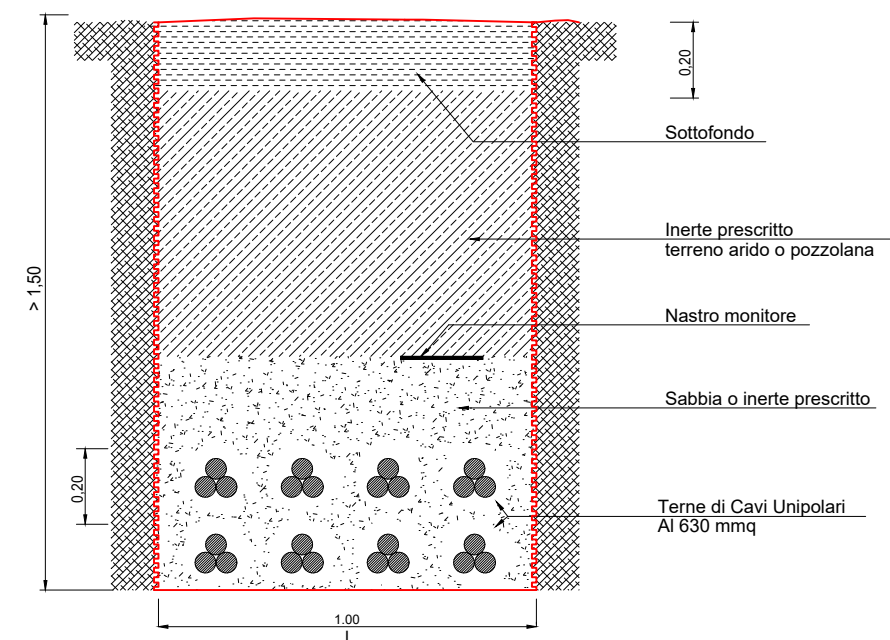 0,20
Sottofondo
Inerte prescritto
terreno arido o pozzolana
> 1,50
Nastro monitore
Sabbia o inerte prescritto
0,20
Terne di Cavi Unipolari
Al 630 mmq
1.00
L